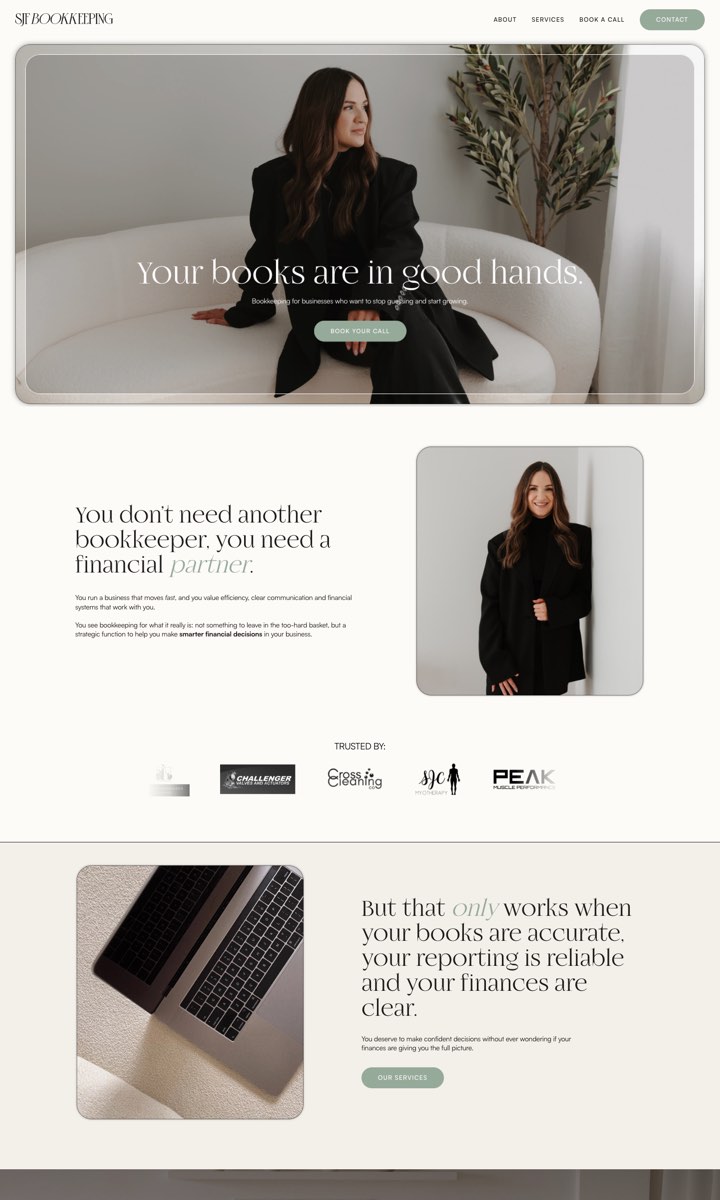 SJF BOOKKEEPING
ABOUT
SERVICES
BOOK A CALL
CONTACT
Your books are in good hands.
Bookkeeping for businesses who want to stop guessing and start growing.
BOOK YOUR CALL
You don't need another
bookkeeper, you need a
financial partner.
You run a business that moves fast, and you value efficiency, clear communication and financial
systems that work with you.
You see bookkeeping for what it really is: not something to leave in the too-hard basket, but a
strategic function to help you make smarter financial decisions in your business.
TRUSTED BY:
CHALLENGER
VALVES AND ACTUATORS
Cross
Cleaning
CO
SJC
MYOTHERAPY
PEAK
MUSCLE PERFORMANCE
But that only works when
your books are accurate,
your reporting is reliable
and your finances are
clear.
You deserve to make confident decisions without ever wondering if your
finances are giving you the full picture.
OUR SERVICES